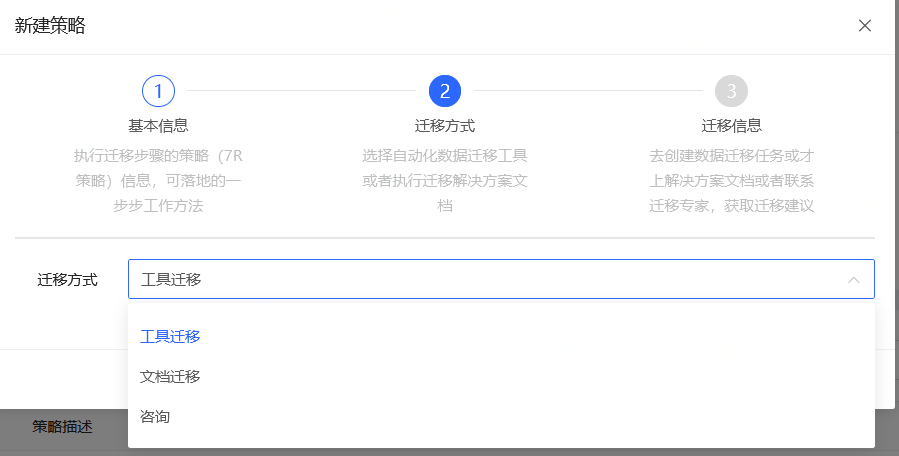 新建策略
1
2
3
基本信息
迁移方式
迁移信息
执行迁移步骤的策略（7R
策略）信息，可落地的一
步步工作方法
选择自动化数据迁移工具
或者执行迁移解决方案文
档
去创建数据迁移任务或才
上解决方案文档或者联系
迁移专家，获取迁移建议
迁移方式
工具迁移
工具迁移
文档迁移
咨询
策略描述